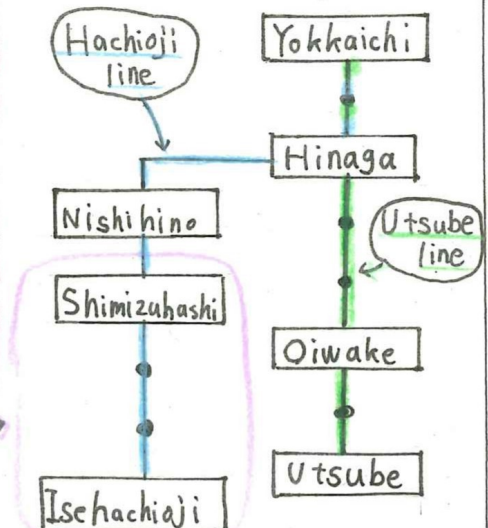 Hachioji
line
Yokkaichi
Hinaga
Nishihino
Utsube
line
Shimizuhashi
Oiwake
Utsube
Isehachioji